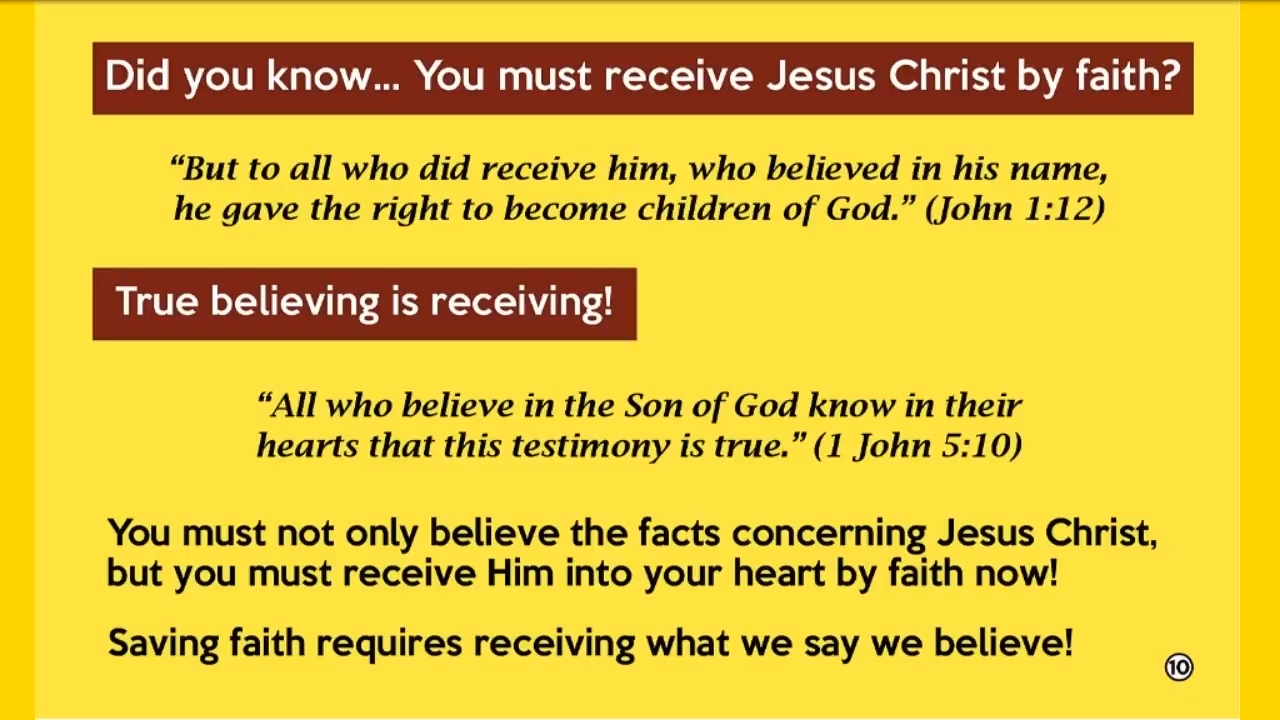 Did you know... You must receive Jesus Christ by faith?
“But to all who did receive him, who believed in his name,
he gave the right to become children of God.” (John 1:12)
True believing is receiving!
“All who believe in the Son of God know in their
hearts that this testimony is true.” (1 John 5:10)
You must not only believe the facts concerning Jesus Christ,
but you must receive Him into your heart by faith now!
Saving faith requires receiving what we say we believe!
⑩